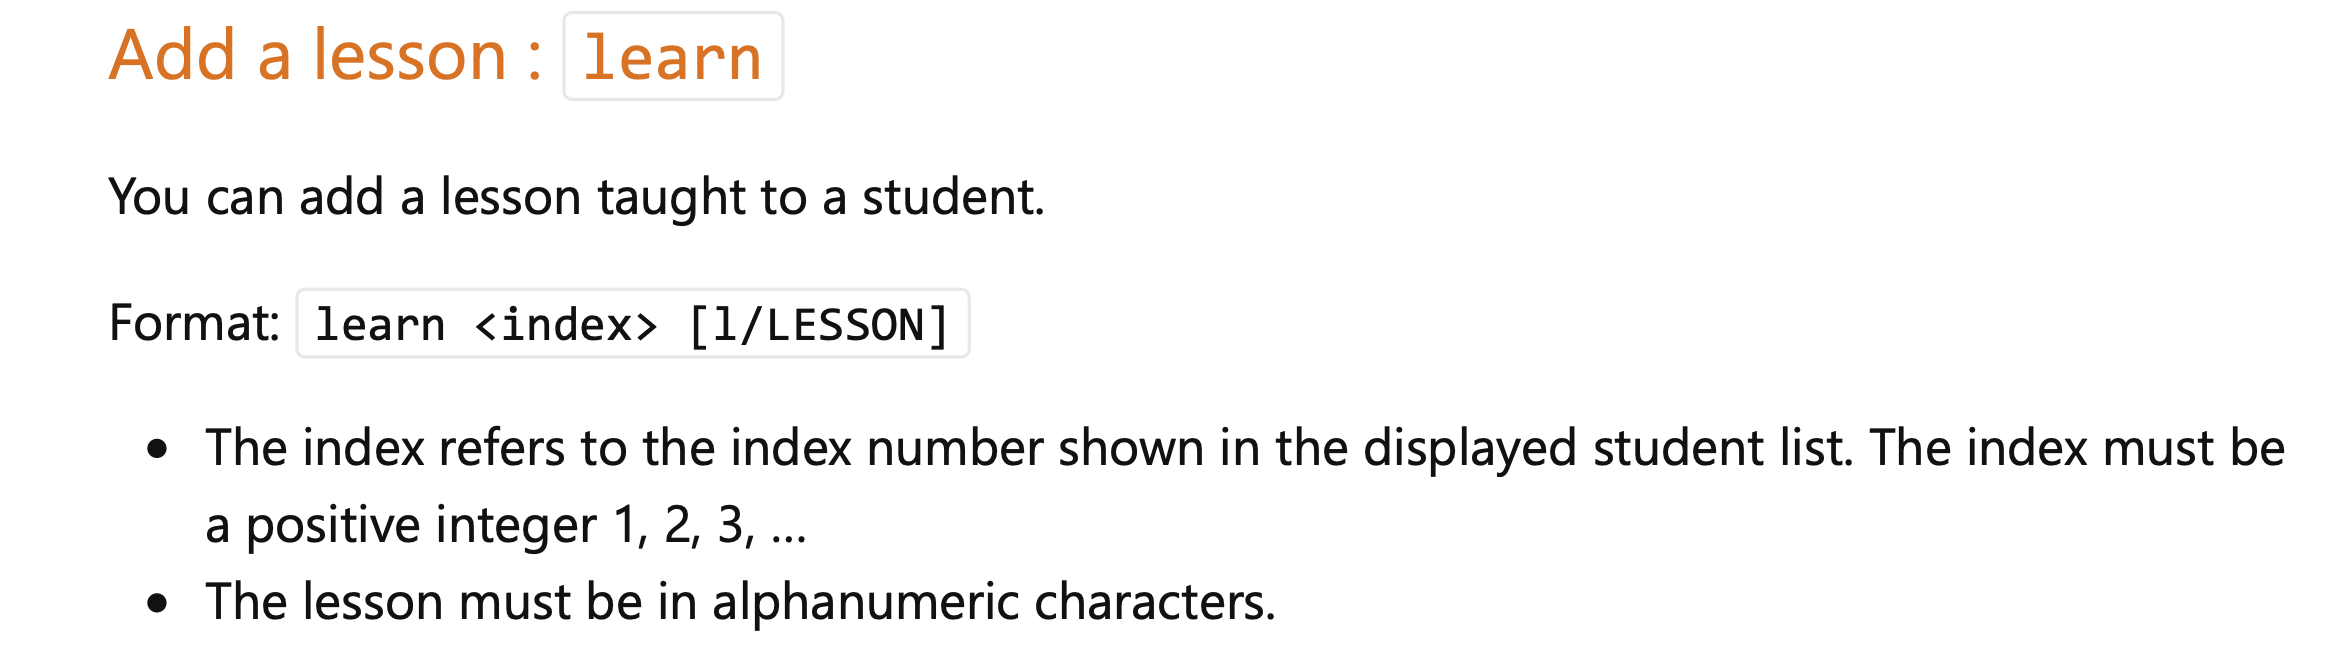 Add a lesson : learn
You can add a lesson taught to a student.
Format: learn <index> [l/LESSON]
• The index refers to the index number shown in the displayed student list. The index must be
a positive integer 1, 2, 3, …
• The lesson must be in alphanumeric characters.